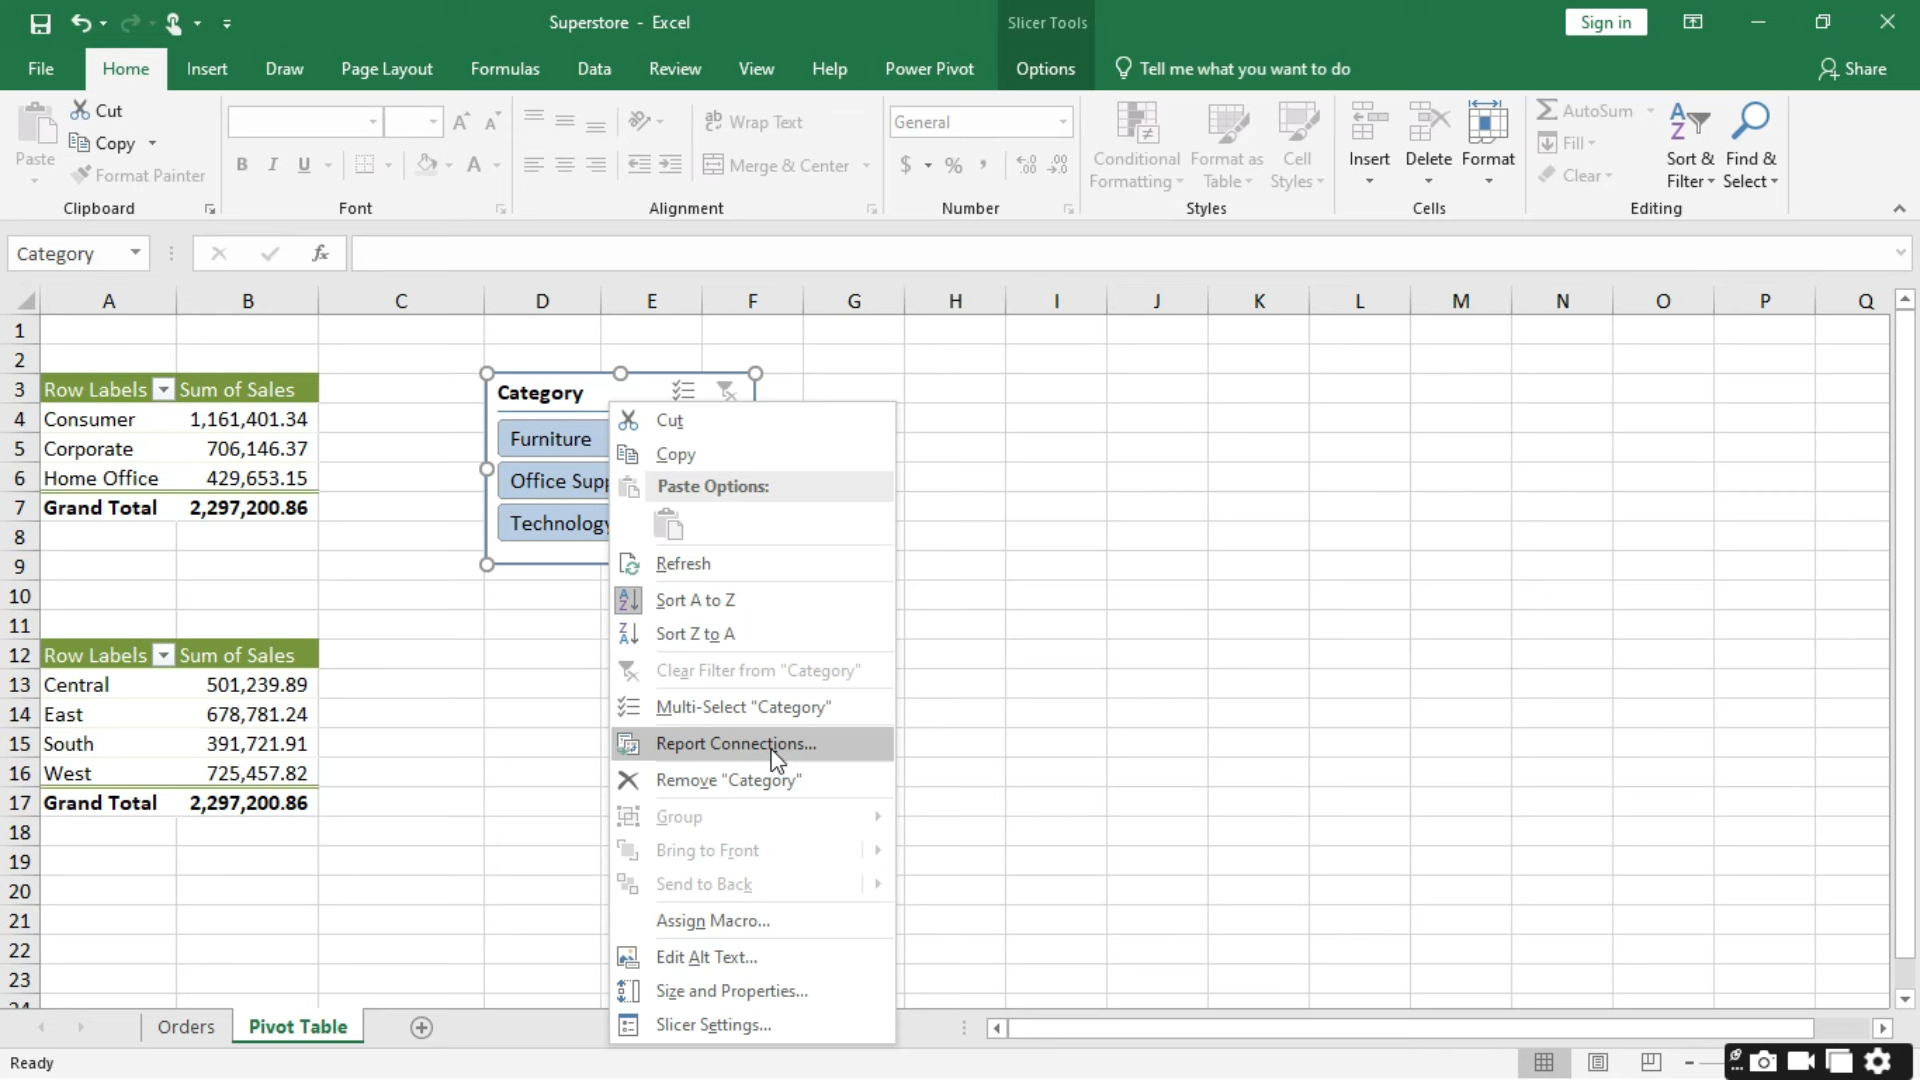 Superstore - Excel
Slicer Tools
Sign in
File Home Insert Draw Page Layout Formulas Data Review View Help Power Pivot Options Tell me what you want to do Share
Paste
Cut
Copy
Format Painter
Clipboard
B I U A
Font
ab Wrap Text
Merge & Center
Alignment
General
$ % ,
Number
Conditional Formatting
Format as Table
Cell Styles
Styles
Insert Delete Format
Cells
AutoSum
Fill
Clear
Sort & Filter
Find & Select
Editing
Category
fx
A B C D E F G H I J K L M N O P Q
1
2
3 Row Labels Sum of Sales
4 Consumer 1,161,401.34
5 Corporate 706,146.37
6 Home Office 429,653.15
7 Grand Total 2,297,200.86
8
9
10
11
12 Row Labels Sum of Sales
13 Central 501,239.89
14 East 678,781.24
15 South 391,721.91
16 West 725,457.82
17 Grand Total 2,297,200.86
18
19
20
21
22
23
Category
Furniture
Office Supp
Technology
Cut
Copy
Paste Options:
Refresh
Sort A to Z
Sort Z to A
Clear Filter from "Category"
Multi-Select "Category"
Report Connections...
Remove "Category"
Group
Bring to Front
Send to Back
Assign Macro...
Edit Alt Text...
Size and Properties...
Slicer Settings...
Orders Pivot Table
Ready